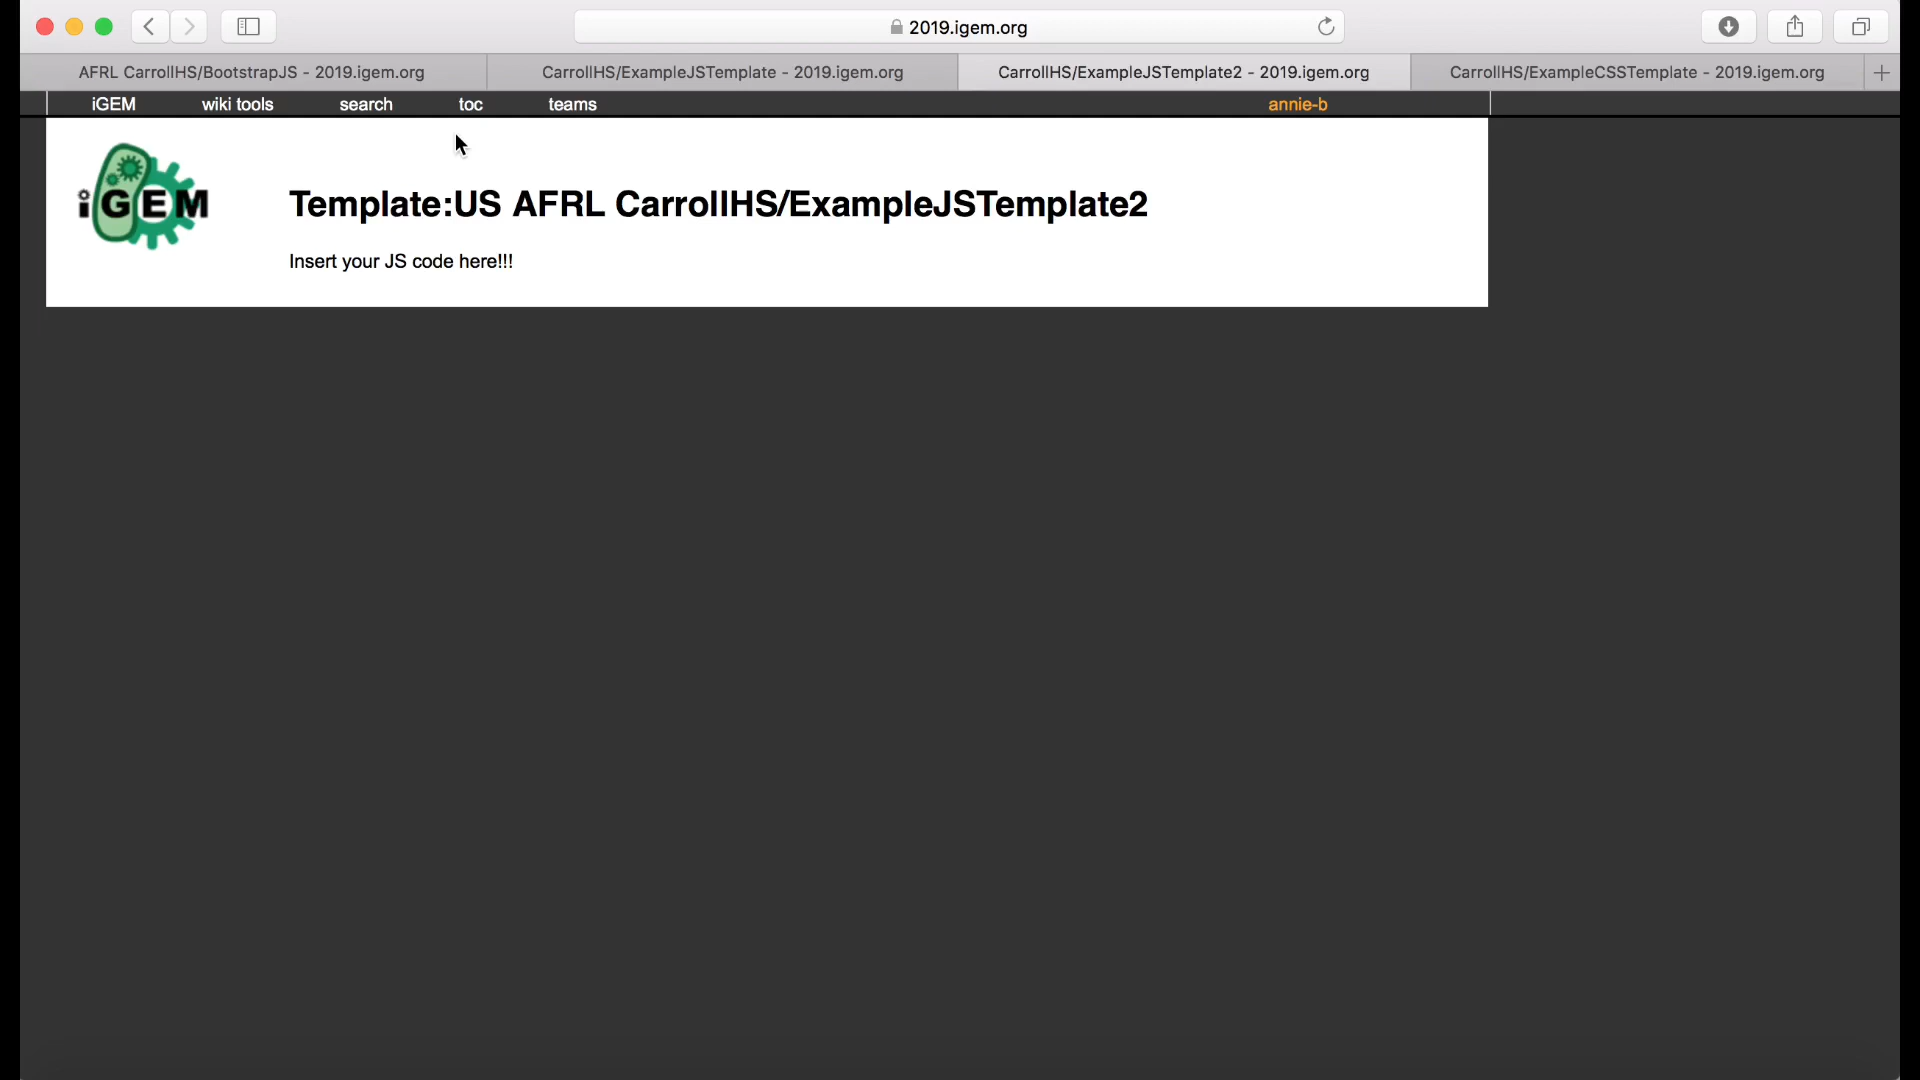 2019.igem.org
AFRL CarrollHS/BootstrapJS - 2019.igem.org
CarrollHS/ExampleJSTemplate - 2019.igem.org
CarrollHS/ExampleJSTemplate2 - 2019.igem.org
CarrollHS/ExampleCSSTemplate - 2019.igem.org
iGEM wiki tools search toc teams annie-b
iGEM
Template:US AFRL CarrollHS/ExampleJSTemplate2
Insert your JS code here!!!